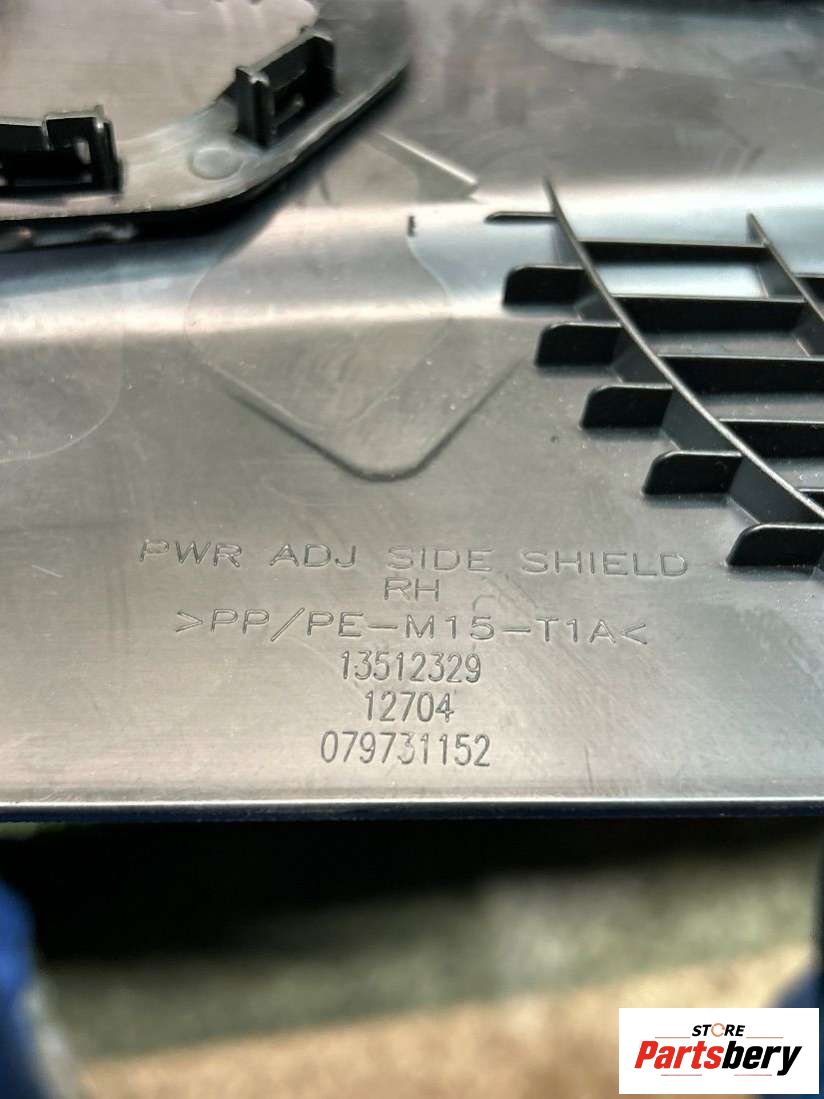 PWR ADJ SIDE SHIELD
RH
>PP/PE-M15-T1A<
13512329
12704
079731152
STORE
Partsbery